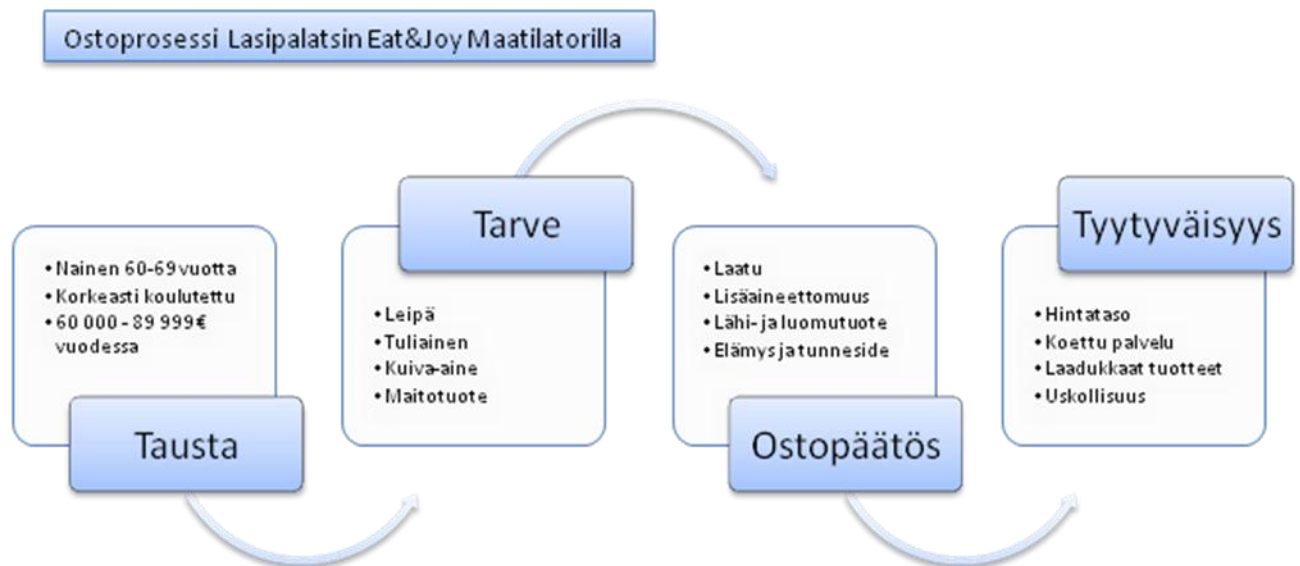 Ostoprosessi Lasipalatsin Eat&Joy Maatilatorilla
• Nainen 60-69 vuotta
• Korkeasti koulutettu
• 60 000 - 89 999 €
vuodessa
Tausta
Tarve
• Leipä
• Tuliainen
• Kuiva-aine
• Maitotuote
• Laatu
• Lisäaineettomuus
• Lähi- ja luomutuote
• Elämys ja tunneside
Ostopäätös
Tyytyväisyys
• Hintataso
• Koettu palvelu
• Laadukkaat tuotteet
• Uskollisuus